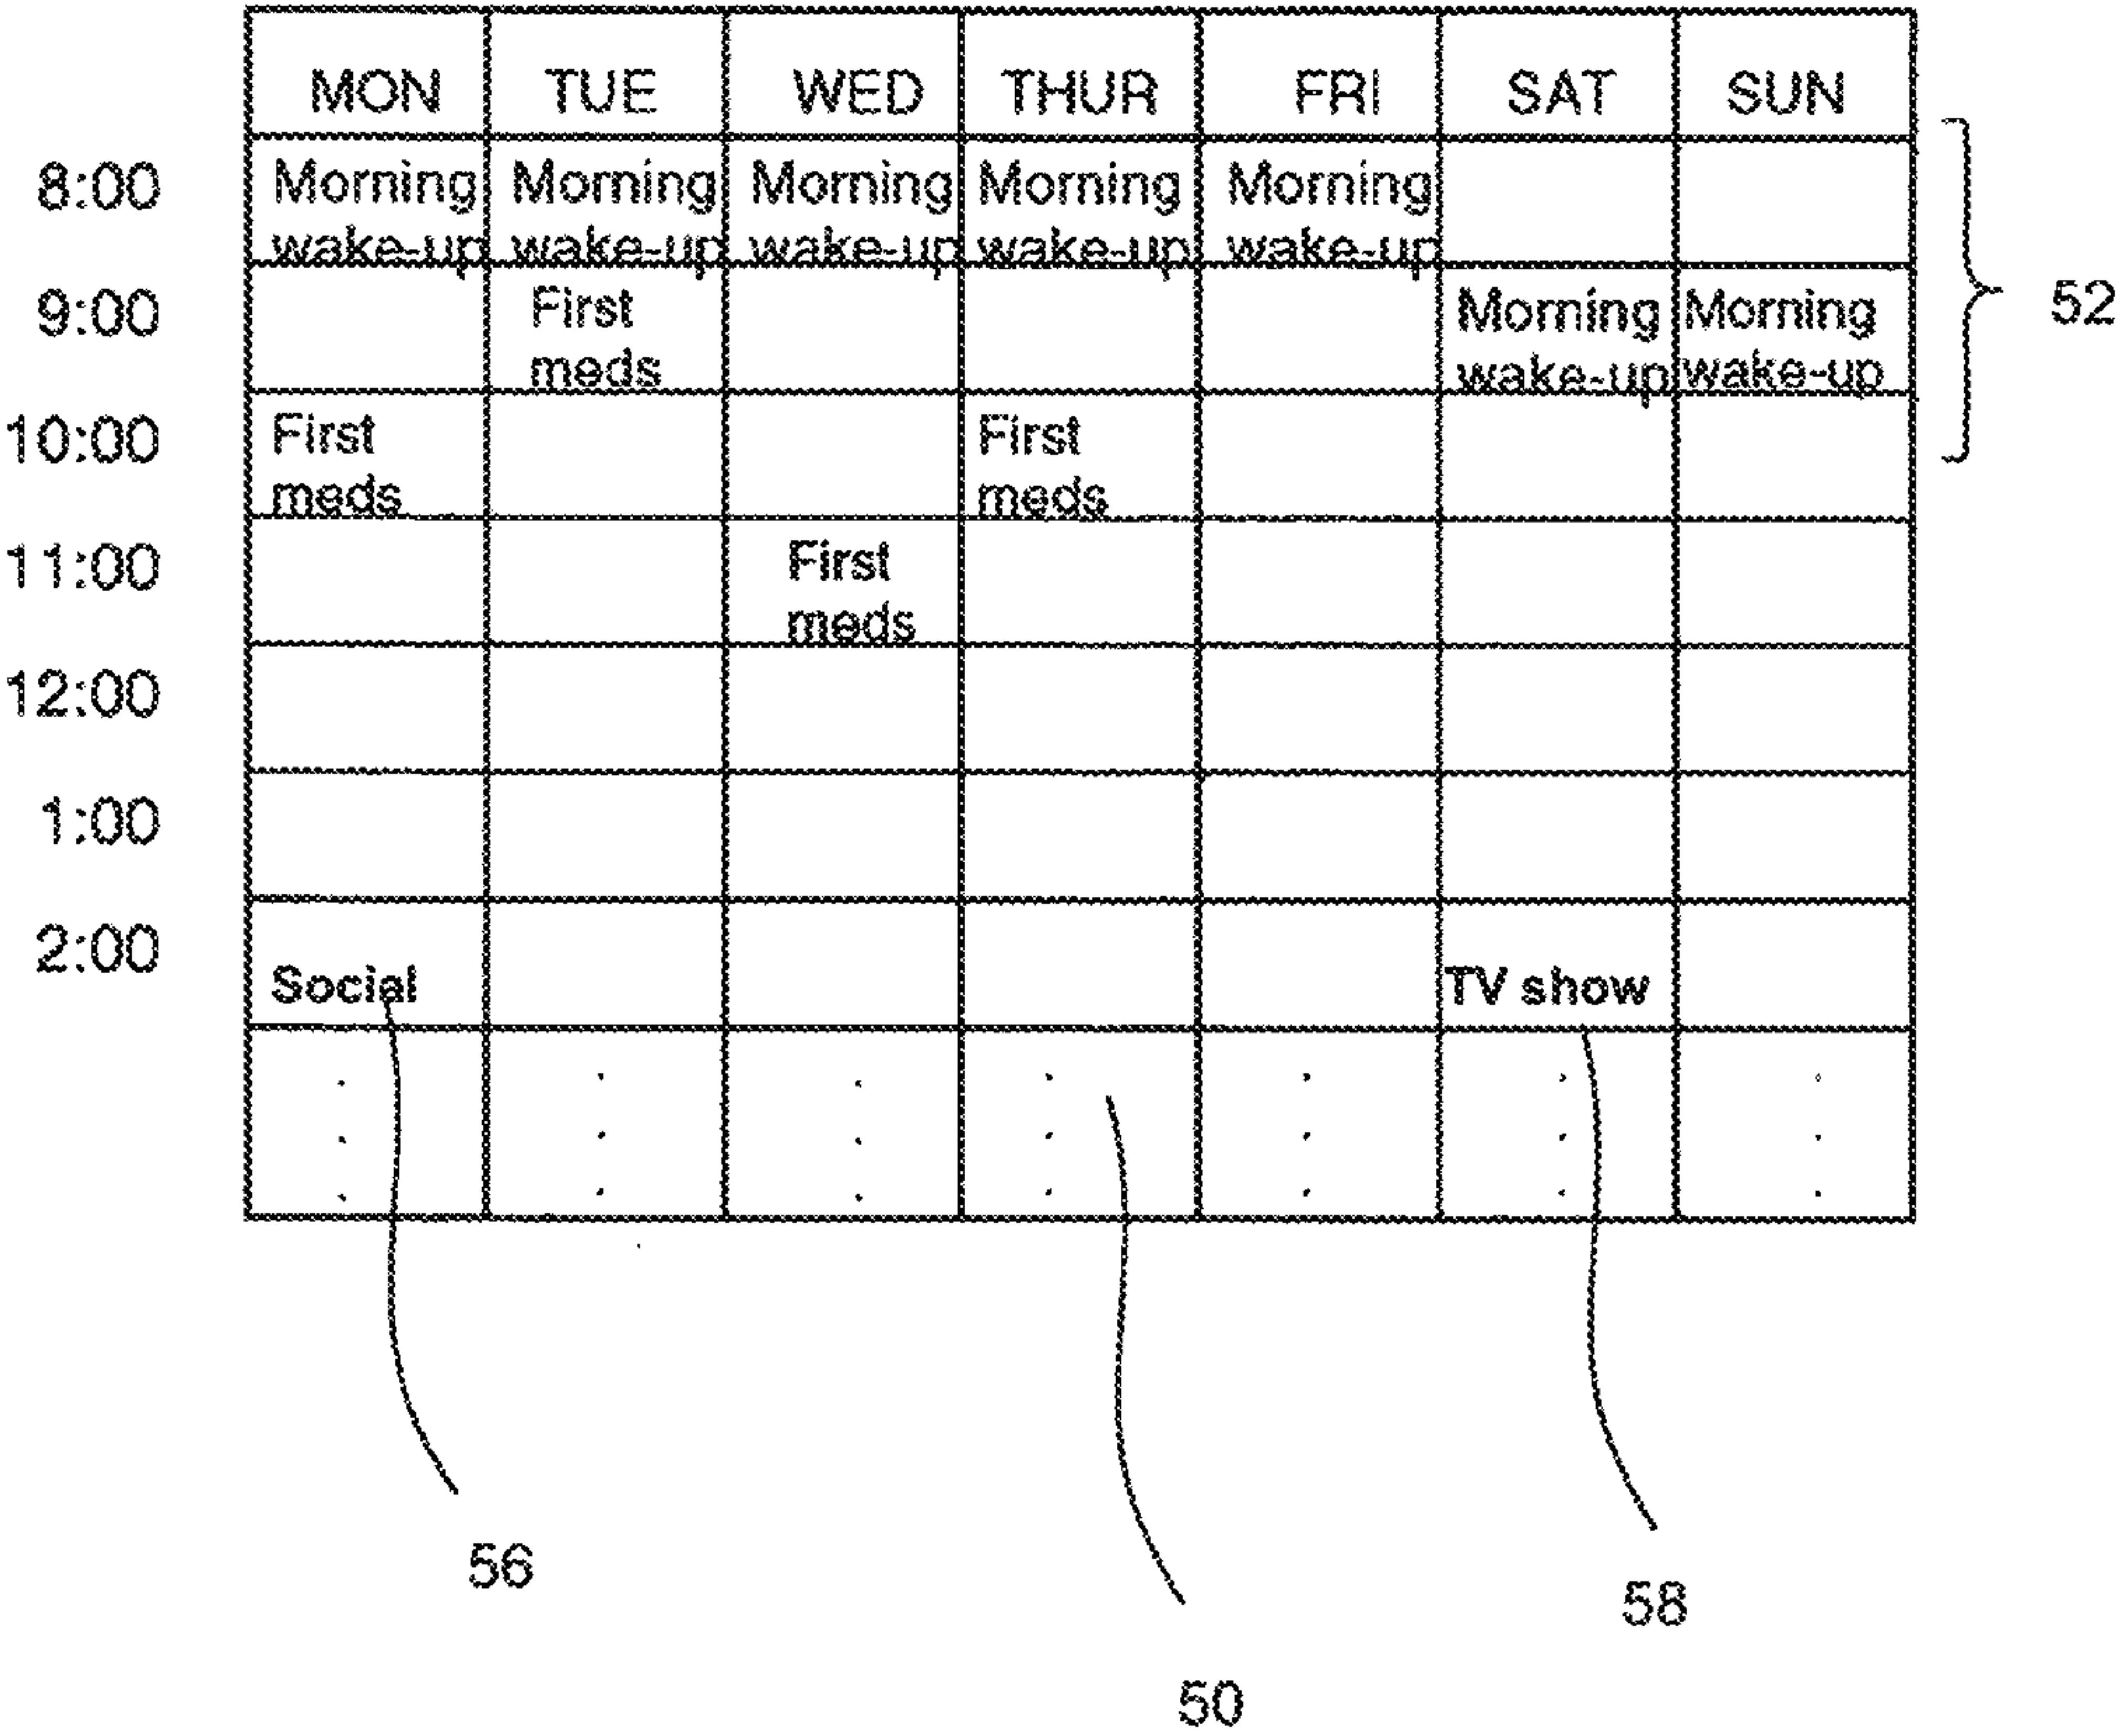 MON TUE WED THUR FRI SAT SUN
8:00 Morning Morning Morning Morning Morning
wake-up wake-up wake-up wake-up wake-up
9:00 First Morning Morning
meds wake-up wake-up
52
10:00 First First
meds meds
11:00 First
meds
12:00
1:00
2:00
Social TV show
56
58
50